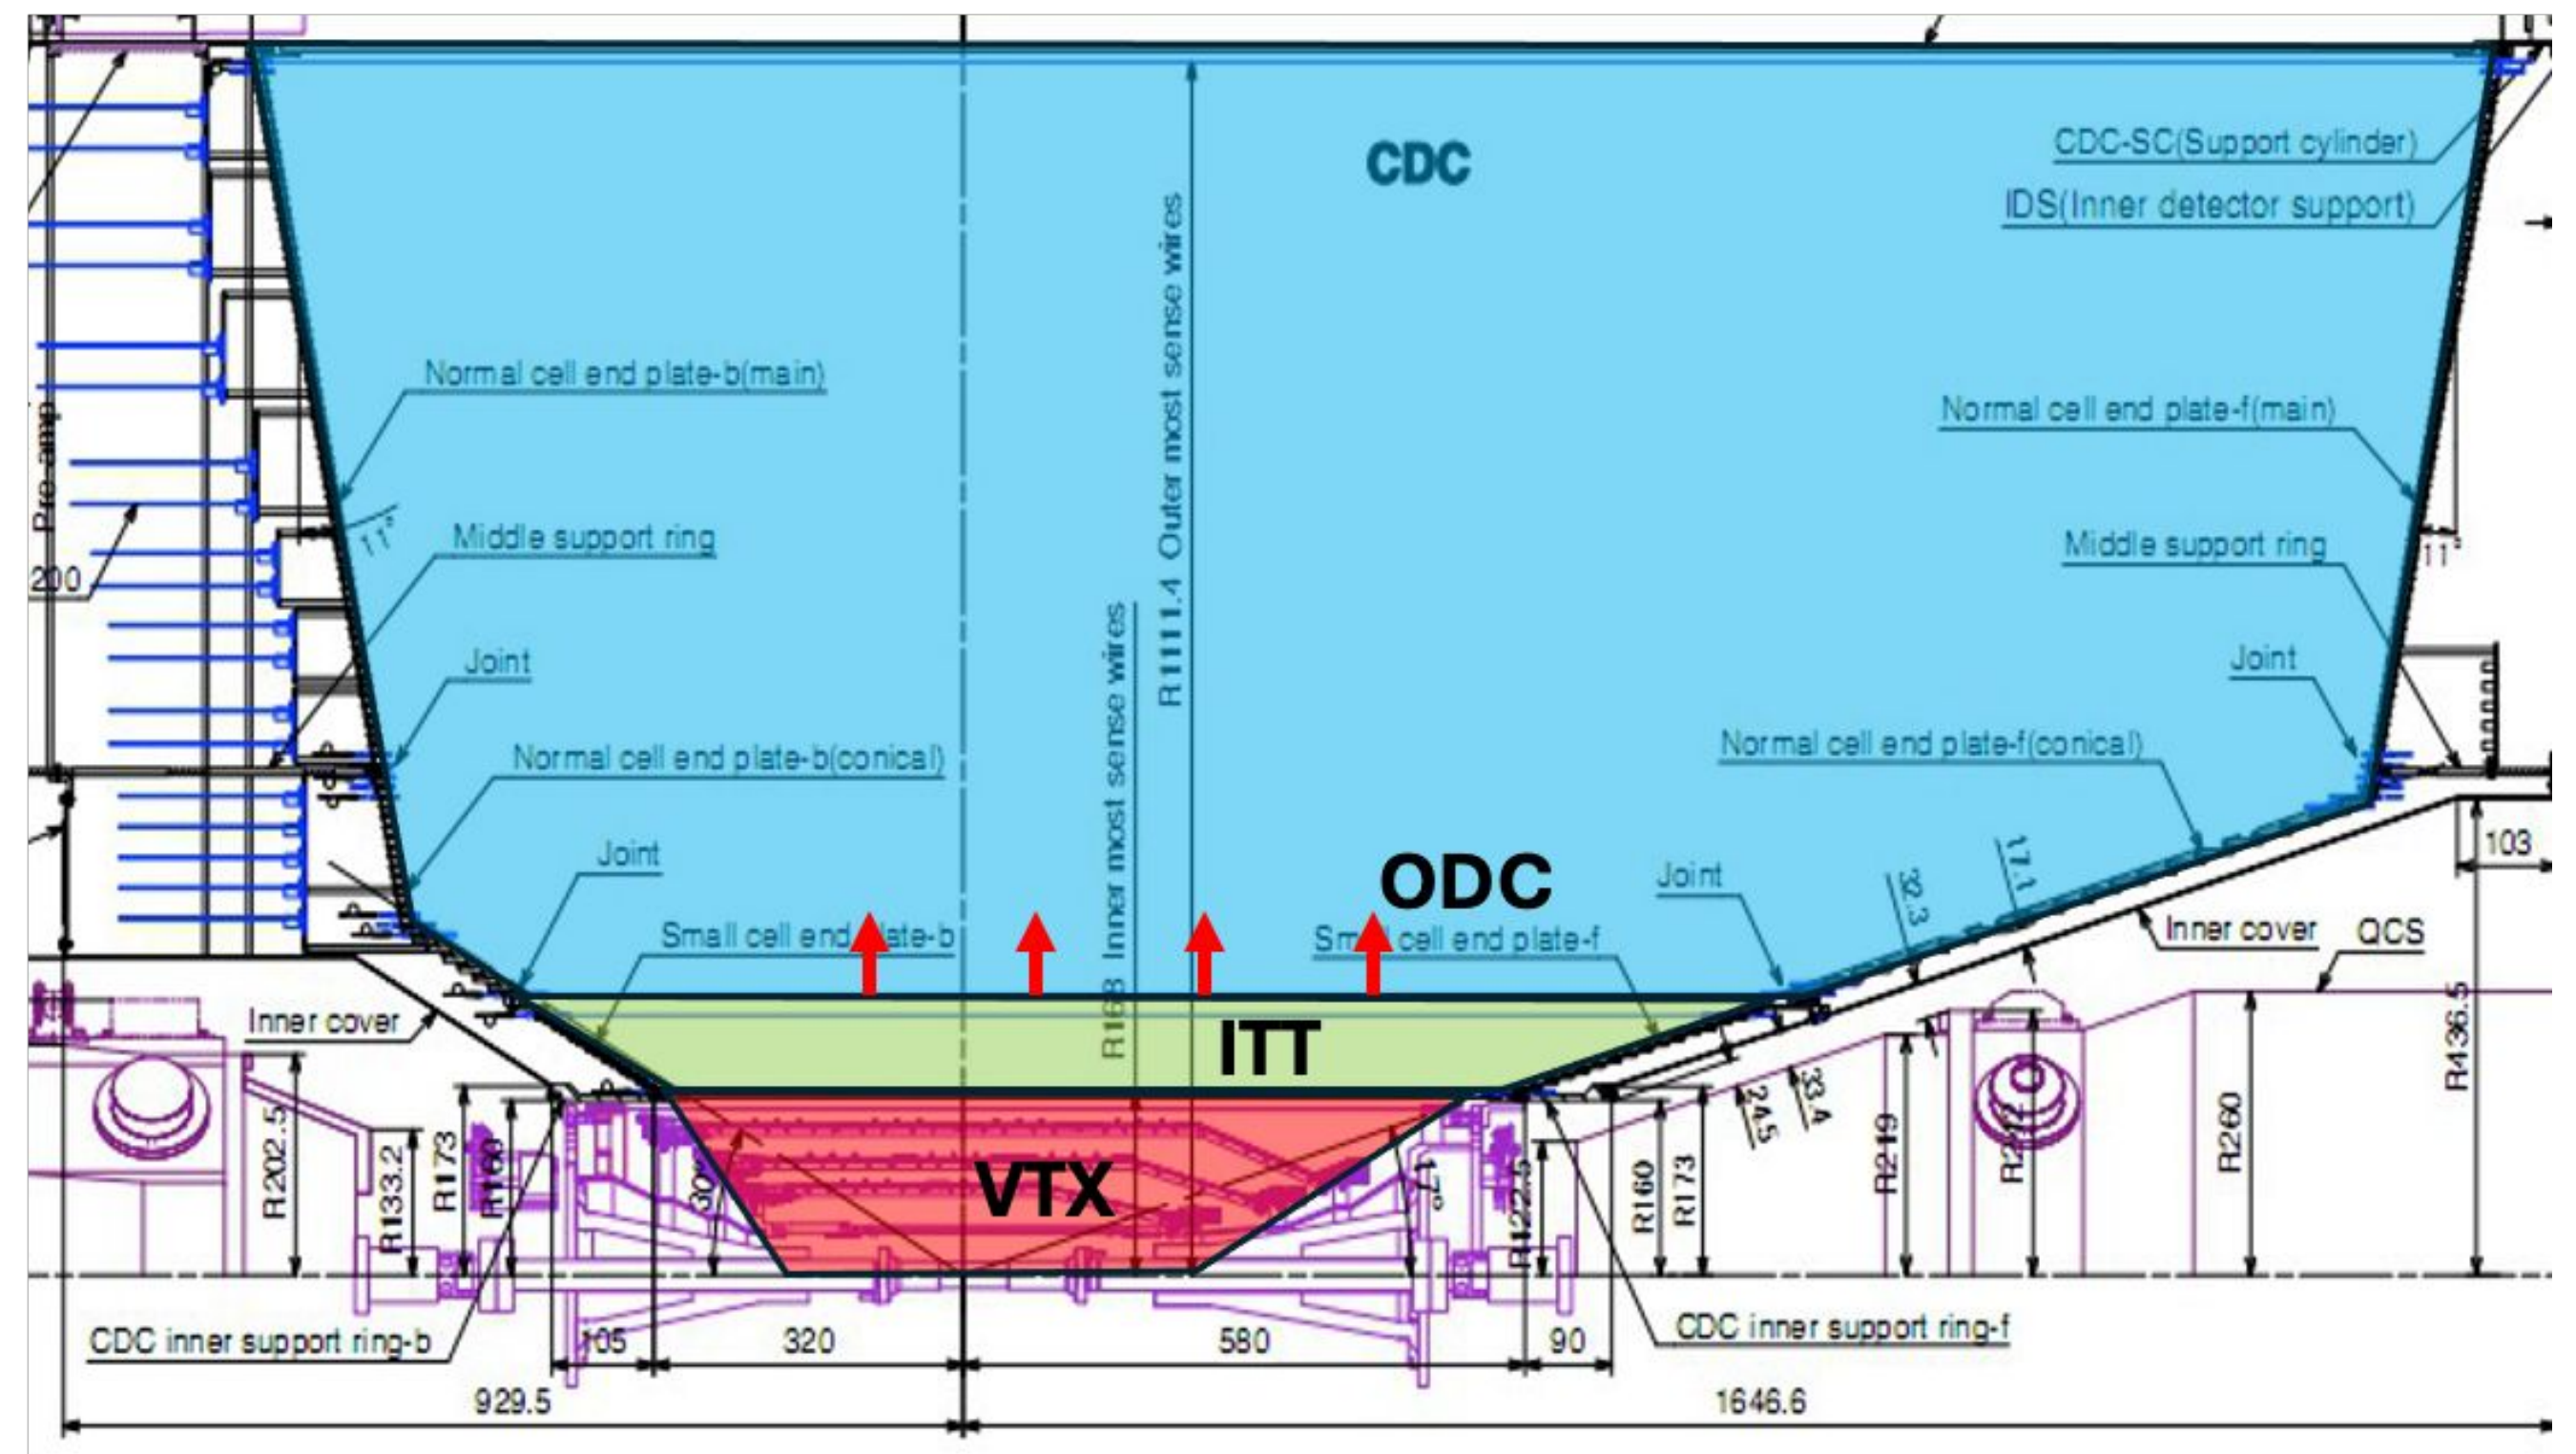 CDC
CDC-SC(Support cylinder)
IDS(Inner detector support)
R1111.4 Outer most sense wires
Normal cell end plate-b(main)
Normal cell end plate-f(main)
Pre-amp
11°
Middle support ring
Middle support ring
11°
200
Joint
Joint
R168 Inner most sense wires
Normal cell end plate-b(conical)
Normal cell end plate-f(conical)
17.1
103
Joint
ODC
Joint
32.3
Small cell end plate-b
Small cell end plate-f
Inner cover
QCS
Inner cover
ITT
R436.5
33.4
24.5
R202.5
R133.2
R173
R160
30°
VTX
17°
R122.5
R160
R173
R219
R260
CDC inner support ring-b
105
320
580
90
CDC inner support ring-f
929.5
1646.6